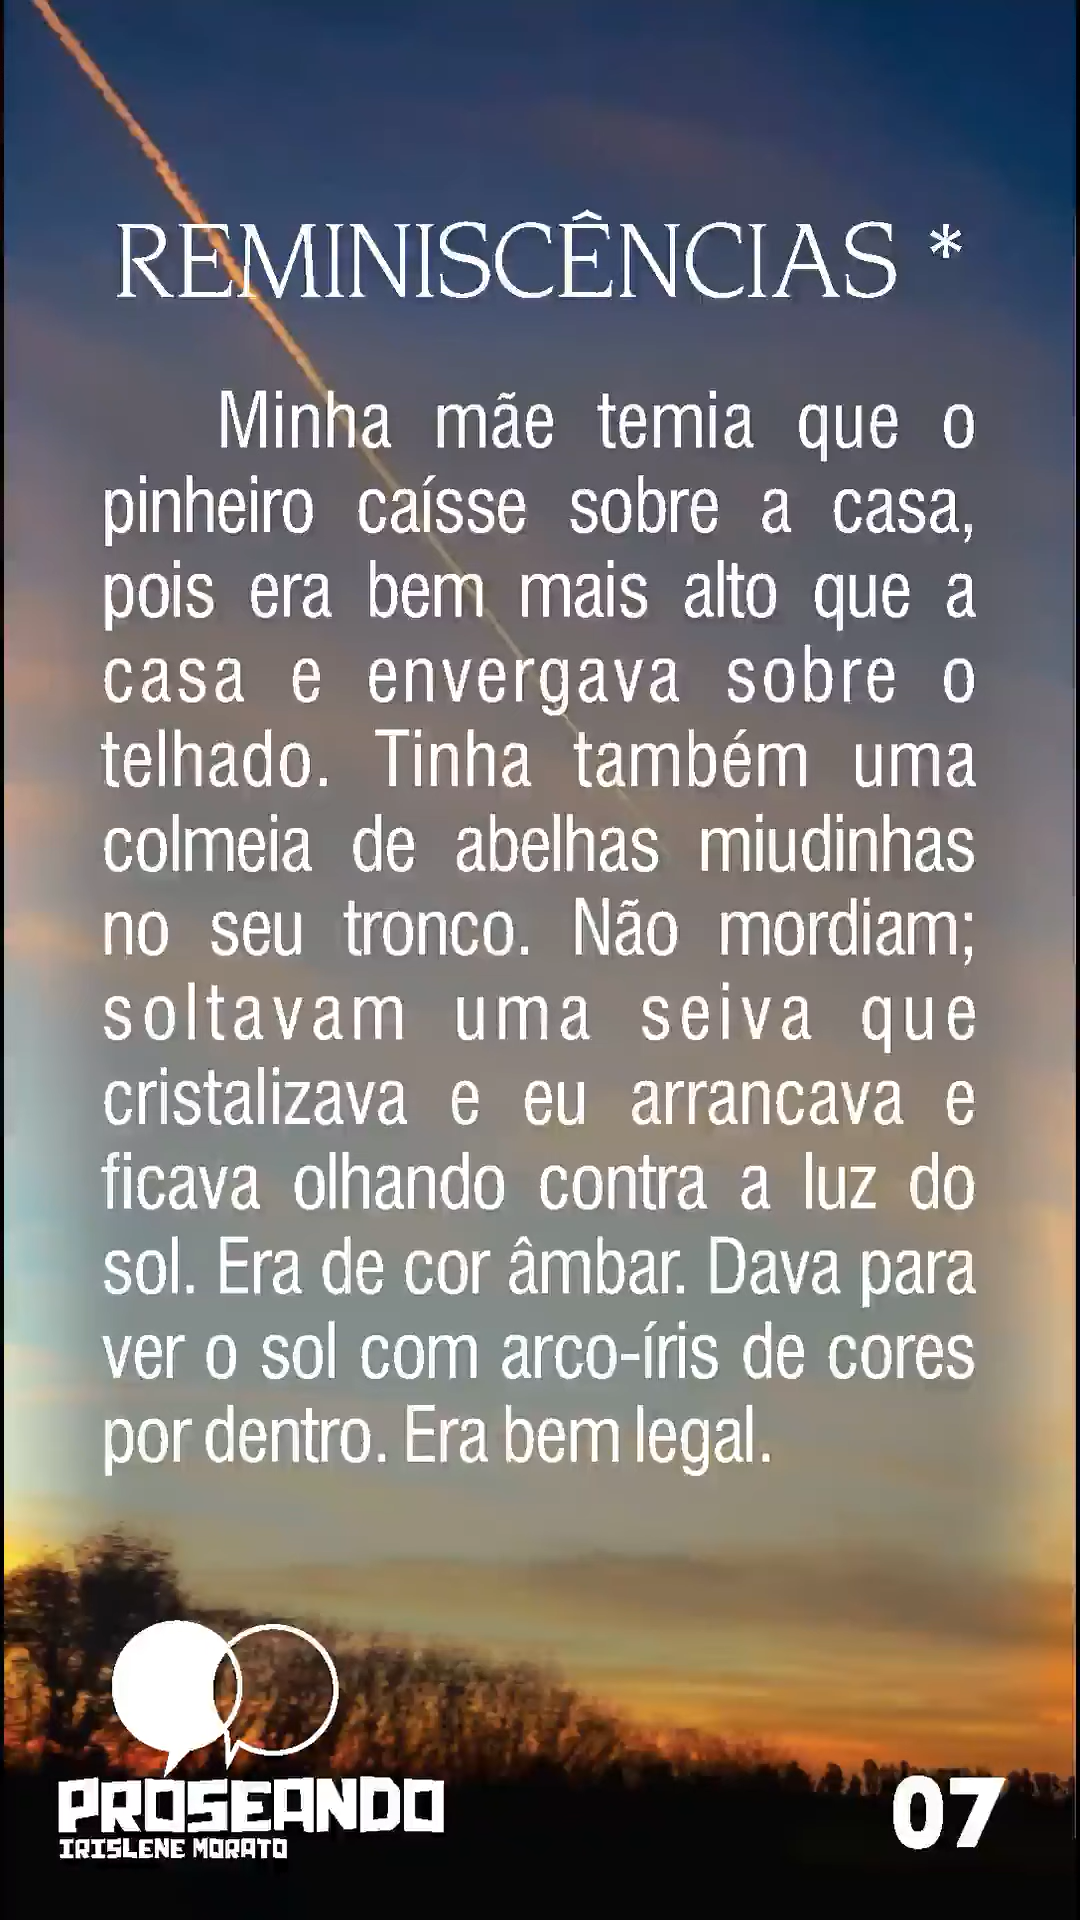 REMINISCÊNCIAS *
Minha mãe temia que o
pinheiro caísse sobre a casa,
pois era bem mais alto que a
casa e envergava sobre o
telhado. Tinha também uma
colmeia de abelhas miudinhas
no seu tronco. Não mordiam;
soltavam uma seiva que
cristalizava e eu arrancava e
ficava olhando contra a luz do
sol. Era de cor âmbar. Dava para
ver o sol com arco-íris de cores
por dentro. Era bem legal.
PROSEANDO
IRISLENE MORATO
07